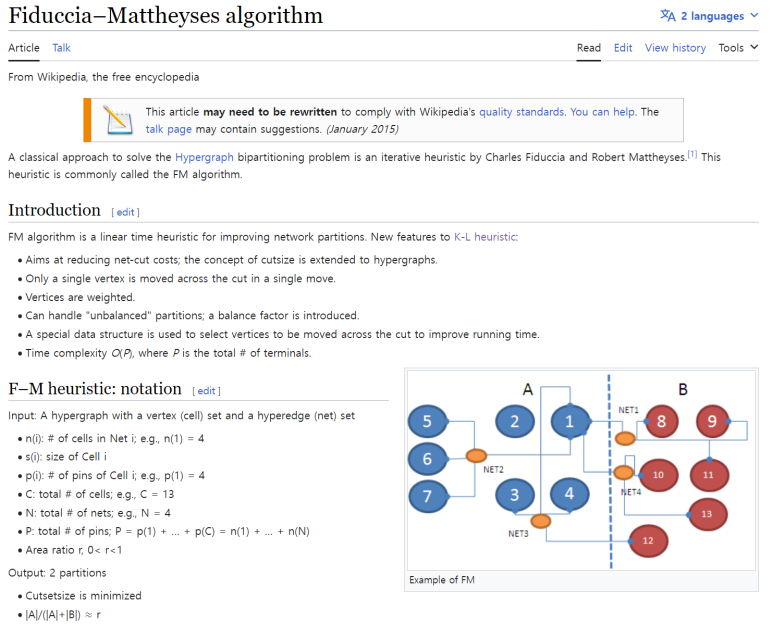 Fiduccia–Mattheyses algorithm
2 languages
Article Talk
Read Edit View history Tools
From Wikipedia, the free encyclopedia
This article may need to be rewritten to comply with Wikipedia's quality standards. You can help. The
talk page may contain suggestions. (January 2015)
A classical approach to solve the Hypergraph bipartitioning problem is an iterative heuristic by Charles Fiduccia and Robert Mattheyses.[1] This
heuristic is commonly called the FM algorithm.
Introduction [ edit ]
FM algorithm is a linear time heuristic for improving network partitions. New features to K-L heuristic:
• Aims at reducing net-cut costs; the concept of cutsize is extended to hypergraphs.
• Only a single vertex is moved across the cut in a single move.
• Vertices are weighted.
• Can handle "unbalanced" partitions; a balance factor is introduced.
• A special data structure is used to select vertices to be moved across the cut to improve running time.
• Time complexity O(P), where P is the total # of terminals.
F–M heuristic: notation [ edit ]
Input: A hypergraph with a vertex (cell) set and a hyperedge (net) set
• n(i): # of cells in Net i; e.g., n(1) = 4
• s(i): size of Cell i
• p(i): # of pins of Cell i; e.g., p(1) = 4
• C: total # of cells; e.g., C = 13
• N: total # of nets; e.g., N = 4
• P: total # of pins; P = p(1) + … + p(C) = n(1) + … + n(N)
• Area ratio r, 0< r<1
Output: 2 partitions
• Cutsetsize is minimized
• |A|/(|A|+|B|) ≈ r
A B
5 2 1 NET1 8 9
6 NET2 NET4 10 11
7 3 4 13
NET3 12
Example of FM